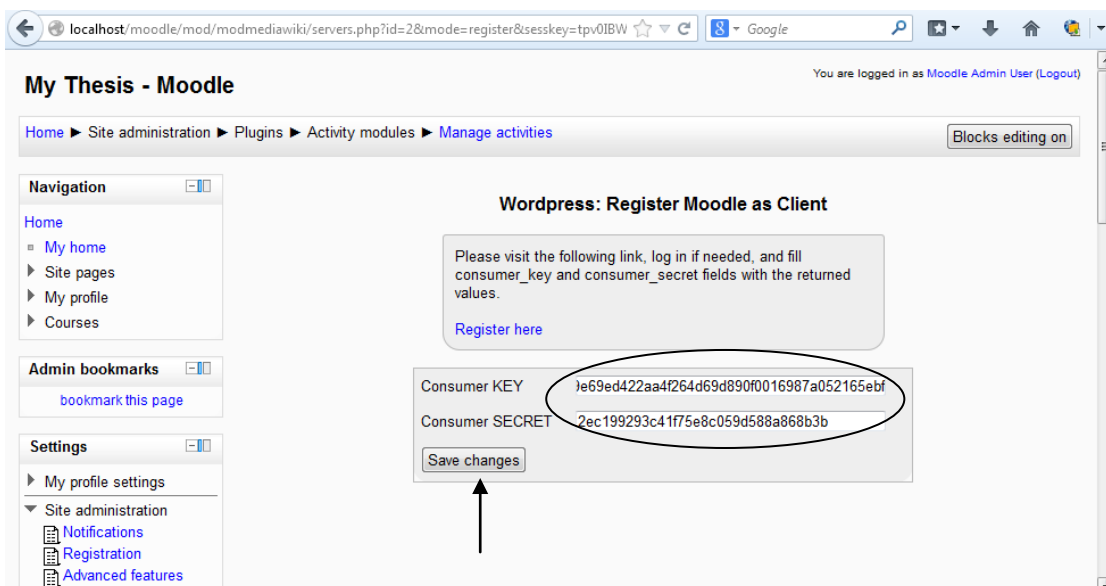 localhost/moodle/mod/modmediawiki/servers.php?id=2&mode=register&sesskey=tpv0IBW
Google
My Thesis - Moodle
You are logged in as Moodle Admin User (Logout)
Home ► Site administration ► Plugins ► Activity modules ► Manage activities
Blocks editing on
Navigation
Home
My home
Site pages
My profile
Courses
Admin bookmarks
bookmark this page
Settings
My profile settings
Site administration
Notifications
Registration
Advanced features
Wordpress: Register Moodle as Client
Please visit the following link, log in if needed, and fill
consumer_key and consumer_secret fields with the returned
values.
Register here
Consumer KEY e69ed422aa4f264d69d890f0016987a052165ebf
Consumer SECRET 2ec199293c41f75e8c059d588a868b3b
Save changes